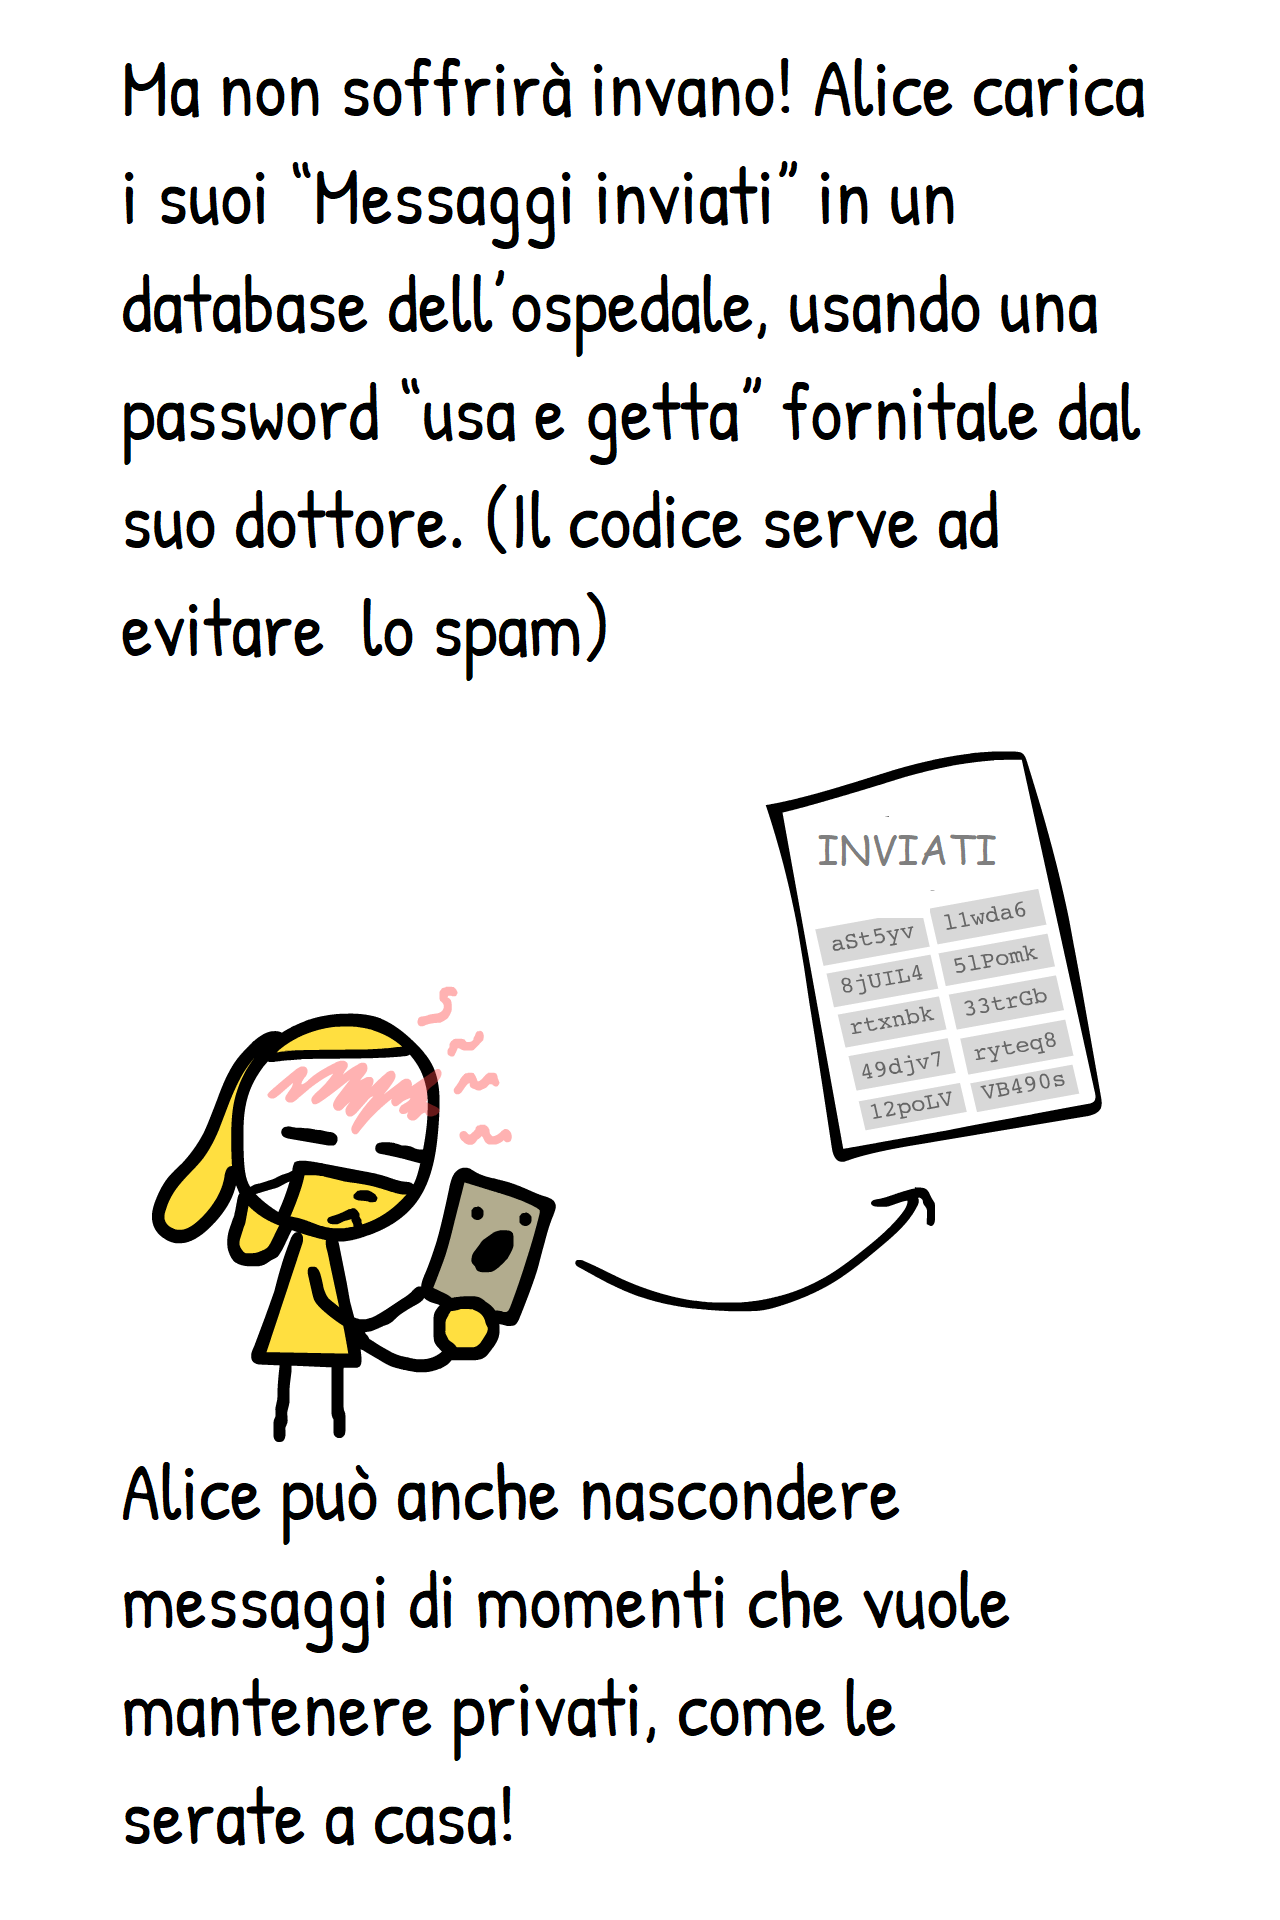 Ma non soffrirà invano! Alice carica
i suoi “Messaggi inviati” in un
database dell’ospedale, usando una
password “usa e getta” fornitale dal
suo dottore. (Il codice serve ad
evitare lo spam)
INVIATI
aSt5yv l1wda6
8jUIL4 5lPomk
rtxnbk 33trGb
49djv7 ryteq8
12poLV VB490s
Alice può anche nascondere
messaggi di momenti che vuole
mantenere privati, come le
serate a casa!